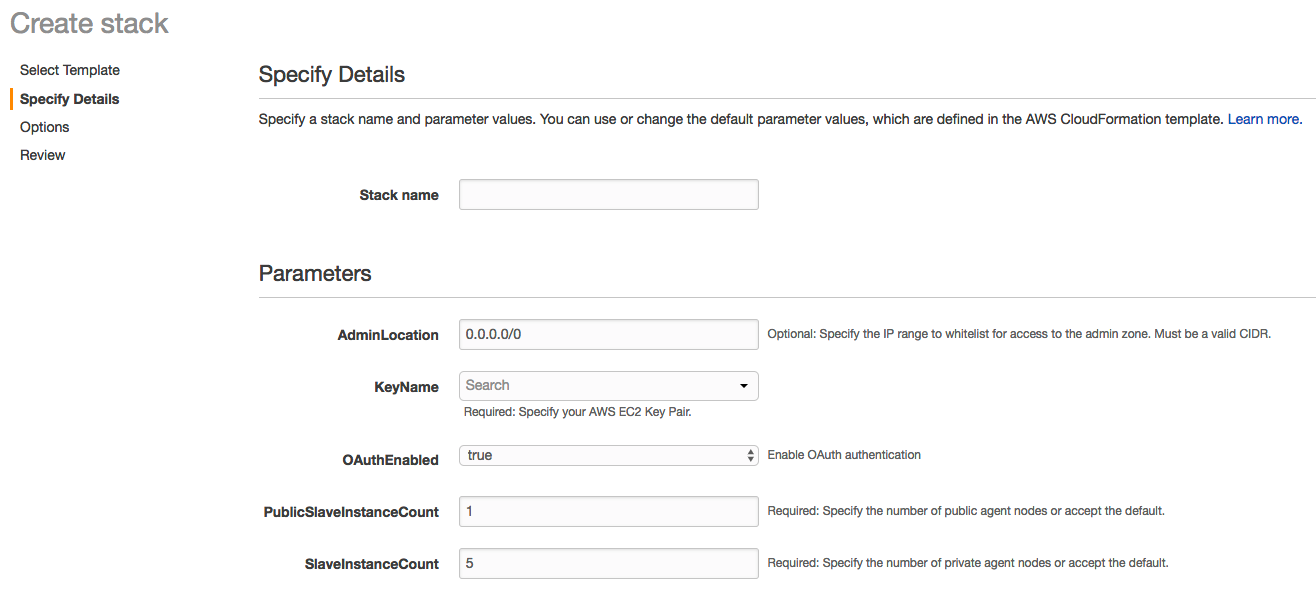 Create stack
Select Template
Specify Details
Options
Review
Specify Details
Specify a stack name and parameter values. You can use or change the default parameter values, which are defined in the AWS CloudFormation template. Learn more.
Stack name
Parameters
AdminLocation 0.0.0.0/0 Optional: Specify the IP range to whitelist for access to the admin zone. Must be a valid CIDR.
KeyName Search
Required: Specify your AWS EC2 Key Pair.
OAuthEnabled true Enable OAuth authentication
PublicSlaveInstanceCount 1 Required: Specify the number of public agent nodes or accept the default.
SlaveInstanceCount 5 Required: Specify the number of private agent nodes or accept the default.